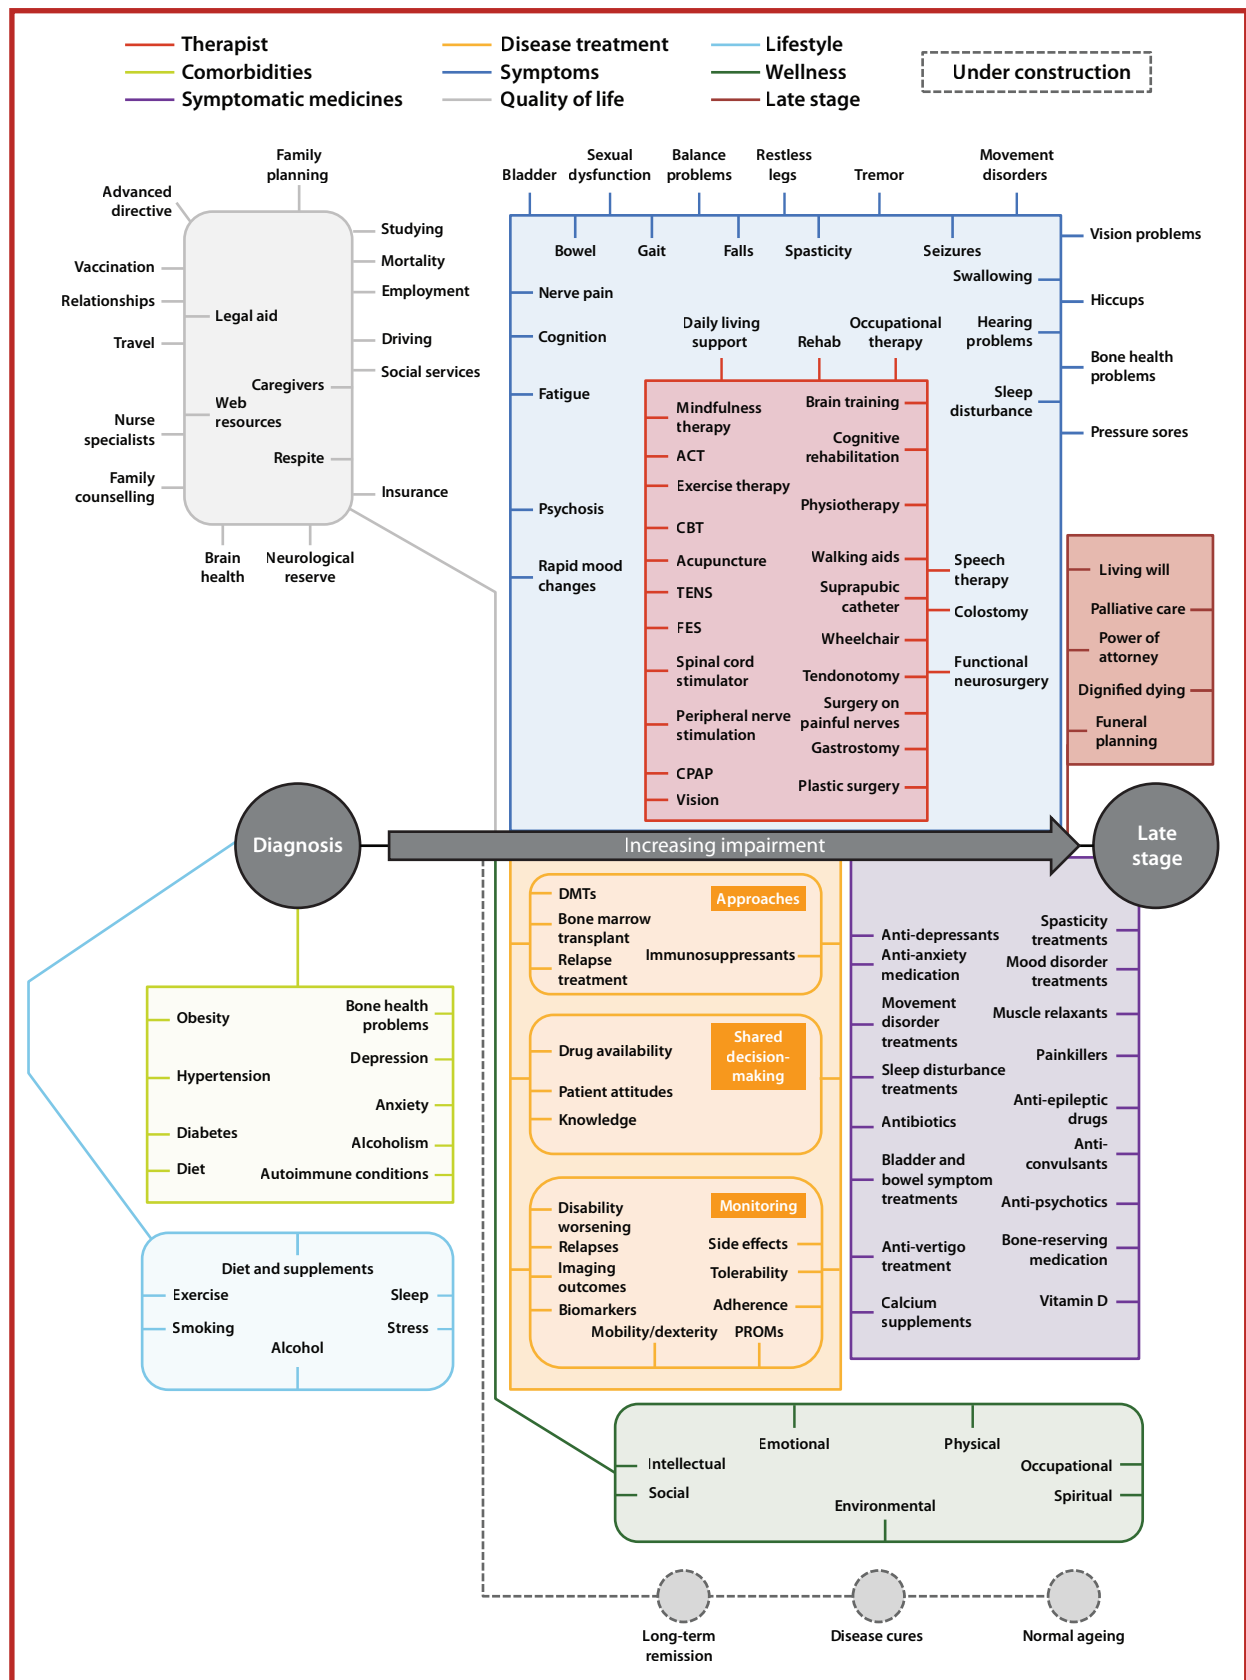 Therapist
Comorbidities
Symptomatic medicines
Disease treatment
Symptoms
Quality of life
Lifestyle
Wellness
Late stage
Under construction
Family
planning
Advanced
directive
Vaccination
Relationships
Travel
Nurse
specialists
Family
counselling
Legal aid
Caregivers
Web
resources
Respite
Studying
Mortality
Employment
Driving
Social services
Insurance
Brain
health
Neurological
reserve
Bladder
Sexual
dysfunction
Balance
problems
Restless
legs
Tremor
Movement
disorders
Bowel
Gait
Falls
Spasticity
Seizures
Vision problems
Swallowing
Hiccups
Hearing
problems
Bone health
problems
Sleep
disturbance
Pressure sores
Nerve pain
Cognition
Fatigue
Psychosis
Rapid mood
changes
Daily living
support
Rehab
Occupational
therapy
Mindfulness
therapy
ACT
Exercise therapy
CBT
Acupuncture
TENS
FES
Spinal cord
stimulator
Peripheral nerve
stimulation
CPAP
Vision
Brain training
Cognitive
rehabilitation
Physiotherapy
Walking aids
Suprapubic
catheter
Wheelchair
Tendonotomy
Surgery on
painful nerves
Gastrostomy
Plastic surgery
Speech
therapy
Colostomy
Functional
neurosurgery
Living will
Palliative care
Power of
attorney
Dignified dying
Funeral
planning
Diagnosis
Increasing impairment
Late
stage
Obesity
Hypertension
Diabetes
Diet
Bone health
problems
Depression
Anxiety
Alcoholism
Autoimmune conditions
Diet and supplements
Exercise
Smoking
Sleep
Stress
Alcohol
Approaches
DMTs
Bone marrow
transplant
Relapse
treatment
Immunosuppressants
Shared
decision-
making
Drug availability
Patient attitudes
Knowledge
Monitoring
Disability
worsening
Relapses
Imaging
outcomes
Biomarkers
Side effects
Tolerability
Adherence
Mobility/dexterity
PROMs
Anti-depressants
Anti-anxiety
medication
Movement
disorder
treatments
Sleep disturbance
treatments
Antibiotics
Bladder and
bowel symptom
treatments
Anti-vertigo
treatment
Calcium
supplements
Spasticity
treatments
Mood disorder
treatments
Muscle relaxants
Painkillers
Anti-epileptic
drugs
Anti-
convulsants
Anti-psychotics
Bone-reserving
medication
Vitamin D
Emotional
Physical
Intellectual
Social
Occupational
Spiritual
Environmental
Long-term
remission
Disease cures
Normal ageing